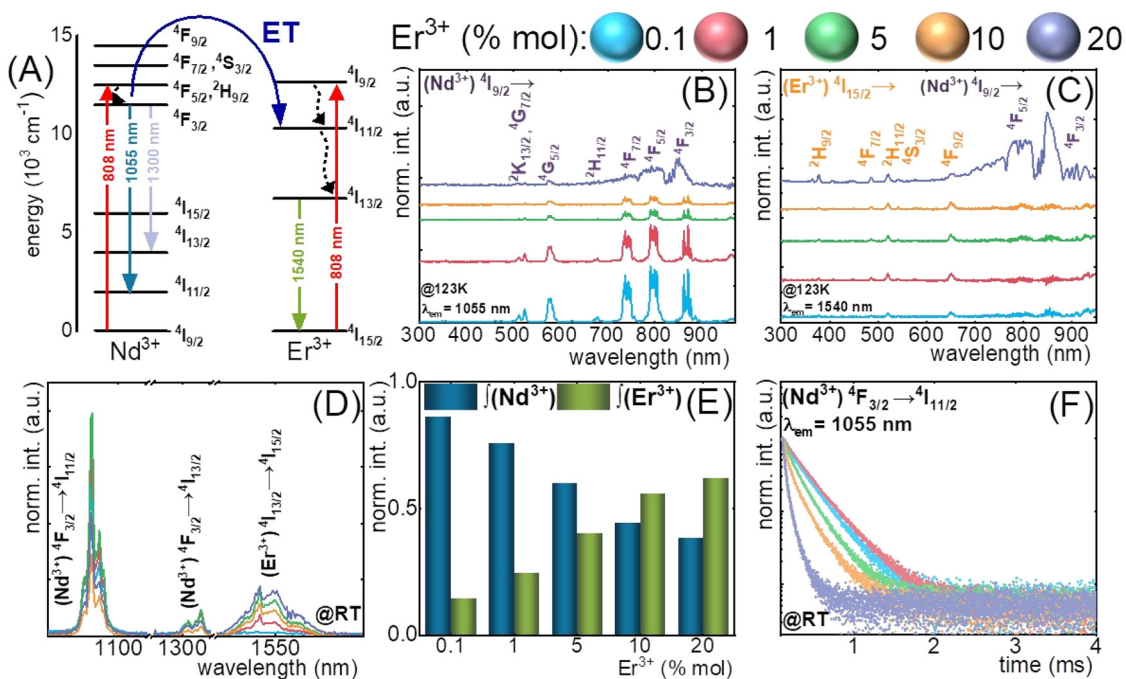 Er³⁺ (% mol): 0.1 1 5 10 20
(A)
ET
energy (10³ cm⁻¹)
15
10
5
0
⁴F₉/₂
⁴F₇/₂ ,⁴S₃/₂
⁴F₅/₂,²H₉/₂
⁴F₃/₂
⁴I₁₅/₂
⁴I₁₃/₂
⁴I₁₁/₂
⁴I₉/₂
808 nm
1055 nm
1300 nm
Nd³⁺
⁴I₉/₂
⁴I₁₁/₂
⁴I₁₃/₂
⁴I₁₅/₂
1540 nm
808 nm
Er³⁺
(B)
(Nd³⁺) ⁴I₉/₂→
²K₁₃/₂, ⁴G₇/₂
⁴G₅/₂
²H₁₁/₂
⁴F₇/₂
⁴F₅/₂
⁴F₃/₂
norm. int. (a.u.)
@123K
λem = 1055 nm
300 400 500 600 700 800 900
wavelength (nm)
(C)
(Er³⁺) ⁴I₁₅/₂→
(Nd³⁺) ⁴I₉/₂→
²H₉/₂
⁴F₇/₂
²H₁₁/₂
⁴S₃/₂
⁴F₉/₂
⁴F₅/₂
⁴F₃/₂
norm. int. (a.u.)
@123K
λem = 1540 nm
300 400 500 600 700 800 900
wavelength (nm)
(D)
norm. int. (a.u.)
(Nd³⁺) ⁴F₃/₂→⁴I₁₁/₂
(Nd³⁺) ⁴F₃/₂→⁴I₁₃/₂
(Er³⁺) ⁴I₁₃/₂→⁴I₁₅/₂
@RT
1100 1300 1550
wavelength (nm)
(E)
∫(Nd³⁺) ∫(Er³⁺)
norm. int. (a.u.)
1.0
0.5
0.0
0.1 1 5 10 20
Er³⁺ (% mol)
(F)
(Nd³⁺) ⁴F₃/₂→⁴I₁₁/₂
λem = 1055 nm
norm. int. (a.u.)
@RT
1 2 3 4
time (ms)